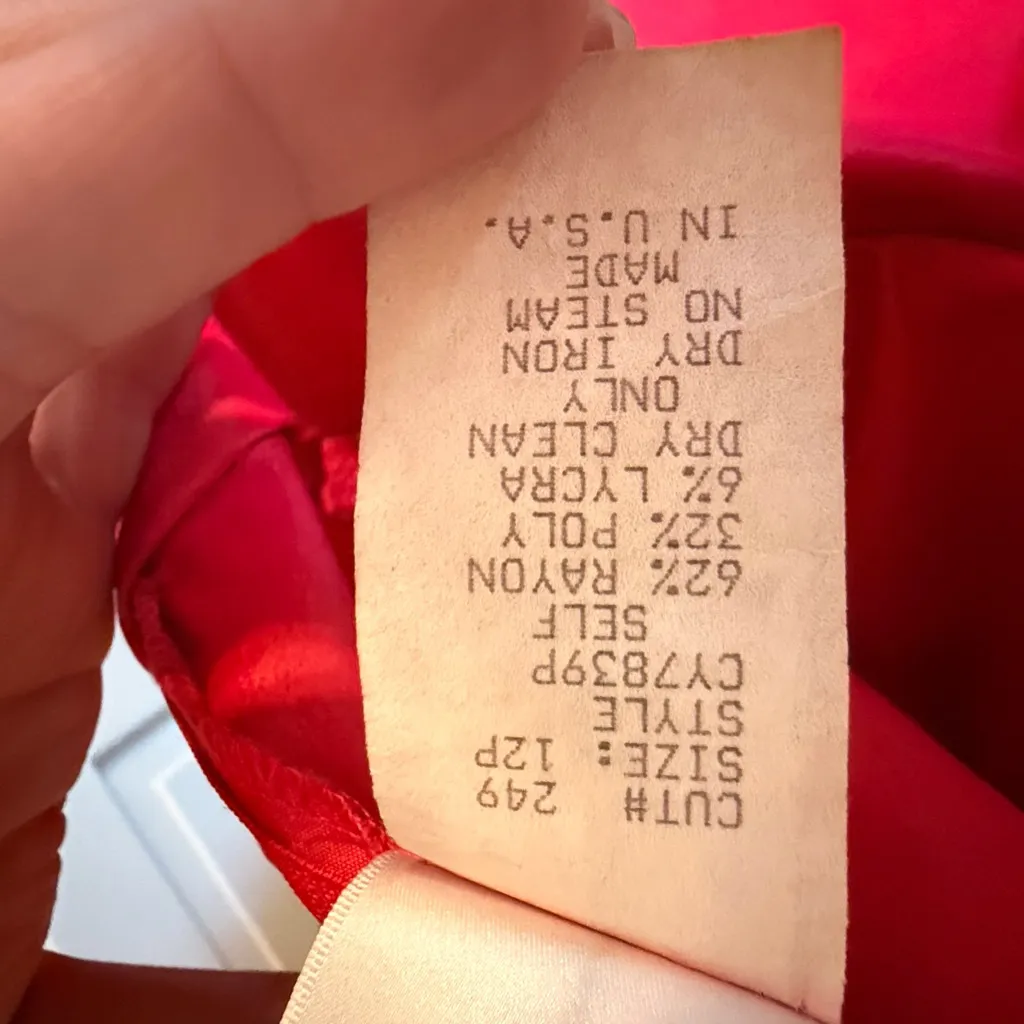 CUT# 249
SIZE: 12P
STYLE
CY7839P
SELF
62% RAYON
32% POLY
6% LYCRA
DRY CLEAN
ONLY
DRY IRON
NO STEAM
MADE
IN U.S.A.